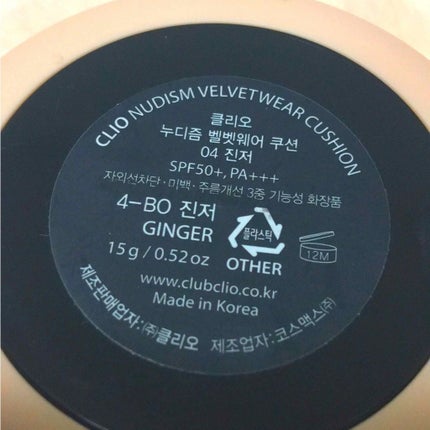 CLIO NUDISM VELVETWEAR CUSHION
클리오
누디즘 벨벳웨어 쿠션
04 진저
SPF50+, PA+++
자외선차단·미백·주름개선 3중 기능성 화장품
4-BO 진저
GINGER
15g / 0.52oz
플라스틱
OTHER
12M
www.clubclio.co.kr
Made in Korea
제조판매업자:㈜클리오 제조업자:코스맥스㈜